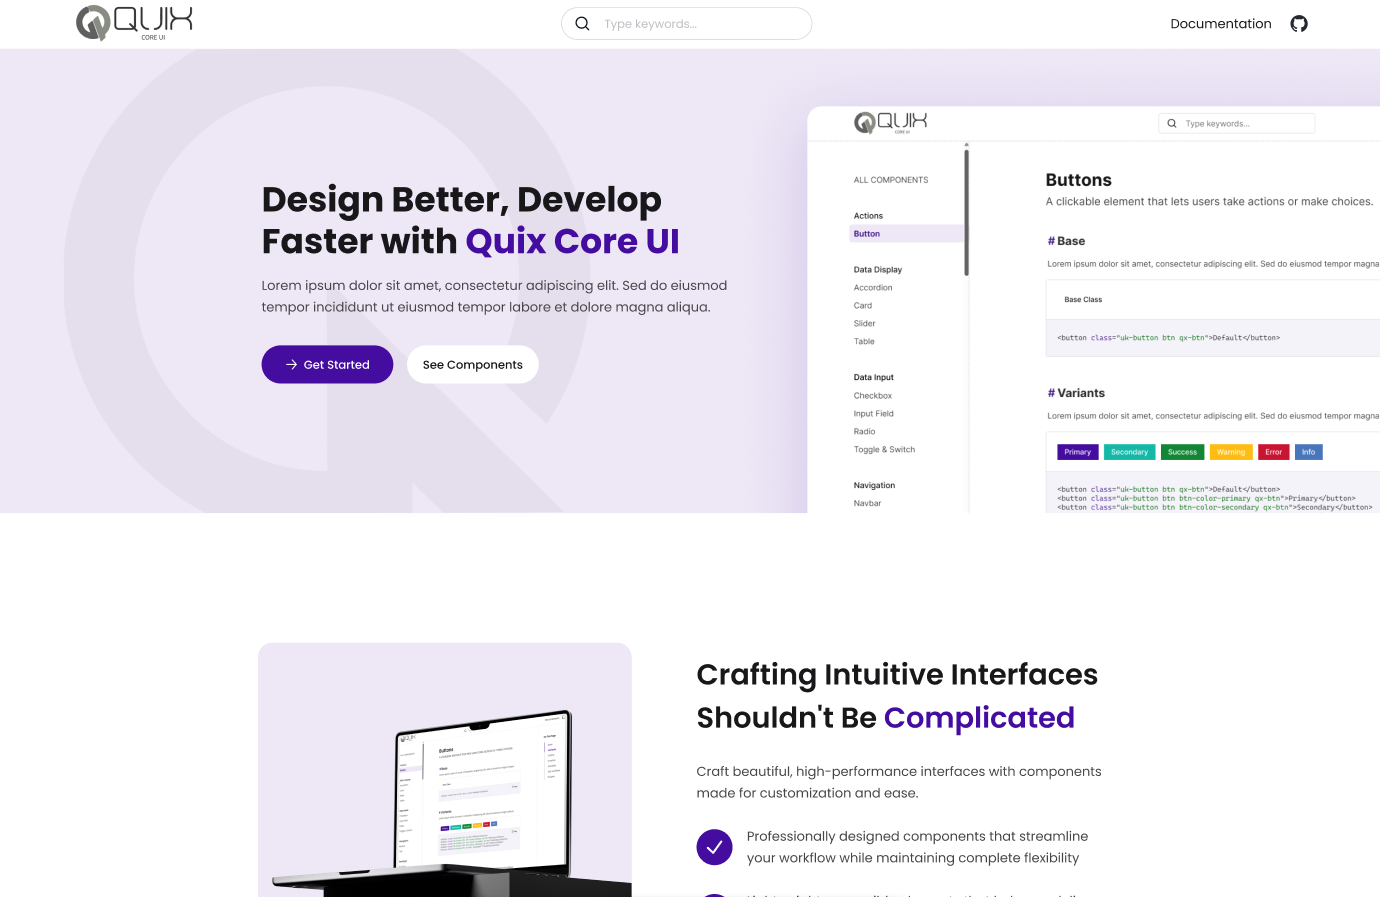 QUIX
CORE UI
Type keywords...
Documentation
Design Better, Develop
Faster with Quix Core UI
Lorem ipsum dolor sit amet, consectetur adipiscing elit. Sed do eiusmod
tempor incididunt ut eiusmod tempor labore et dolore magna aliqua.
Get Started
See Components
QUIX
CORE UI
Type keywords...
ALL COMPONENTS
Actions
Button
Data Display
Accordion
Card
Slider
Table
Data Input
Checkbox
Input Field
Radio
Toggle & Switch
Navigation
Navbar
Buttons
A clickable element that lets users take actions or make choices.
# Base
Lorem ipsum dolor sit amet, consectetur adipiscing elit. Sed do eiusmod tempor magna
Base Class
<button class="uk-button btn qx-btn">Default</button>
# Variants
Lorem ipsum dolor sit amet, consectetur adipiscing elit. Sed do eiusmod tempor magna
Primary Secondary Success Warning Error Info
<button class="uk-button btn qx-btn">Default</button>
<button class="uk-button btn btn-color-primary qx-btn">Primary</button>
<button class="uk-button btn btn-color-secondary qx-btn">Secondary</button>
Buttons
Crafting Intuitive Interfaces
Shouldn't Be Complicated
Craft beautiful, high-performance interfaces with components
made for customization and ease.
Professionally designed components that streamline
your workflow while maintaining complete flexibility